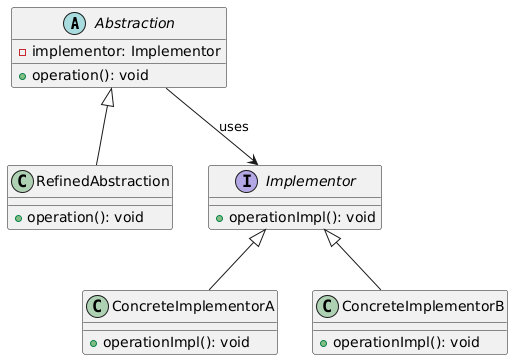 A Abstraction
implementor: Implementor
operation(): void
uses
C RefinedAbstraction
operation(): void
I Implementor
operationImpl(): void
C ConcreteImplementorA
operationImpl(): void
C ConcreteImplementorB
operationImpl(): void